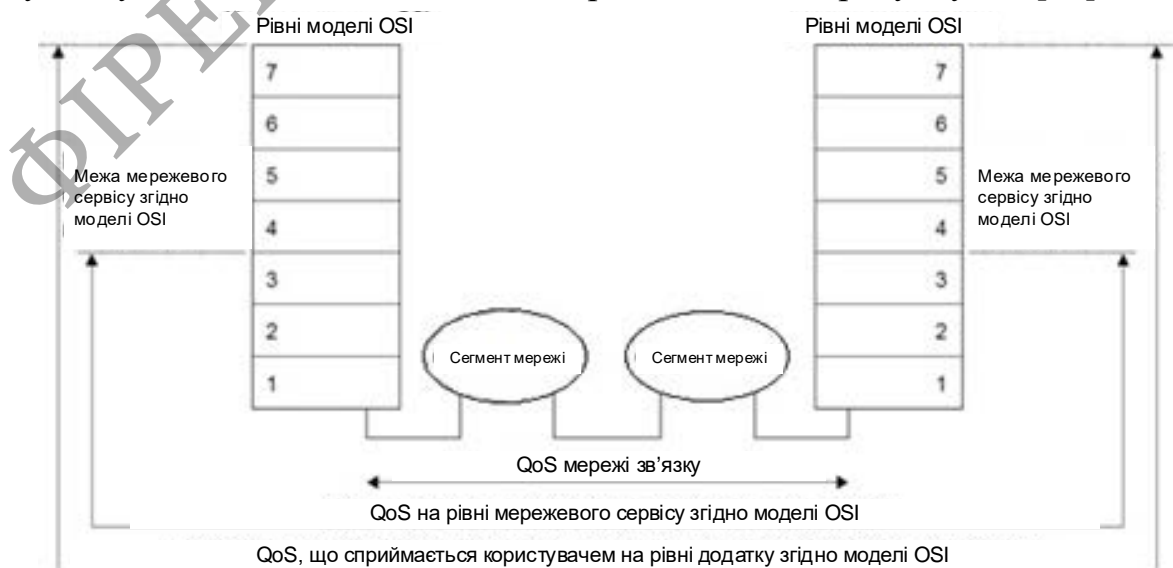 Рівні моделі OSI
Рівні моделі OSI
7
6
5
4
3
2
1
7
6
5
4
3
2
1
Межа мережевого
сервісу згідно
моделі OSI
Межа мережевого
сервісу згідно
моделі OSI
Сегмент мережі
Сегмент мережі
QoS мережі зв’язку
QoS на рівні мережевого сервісу згідно моделі OSI
QoS, що сприймається користувачем на рівні додатку згідно моделі OSI